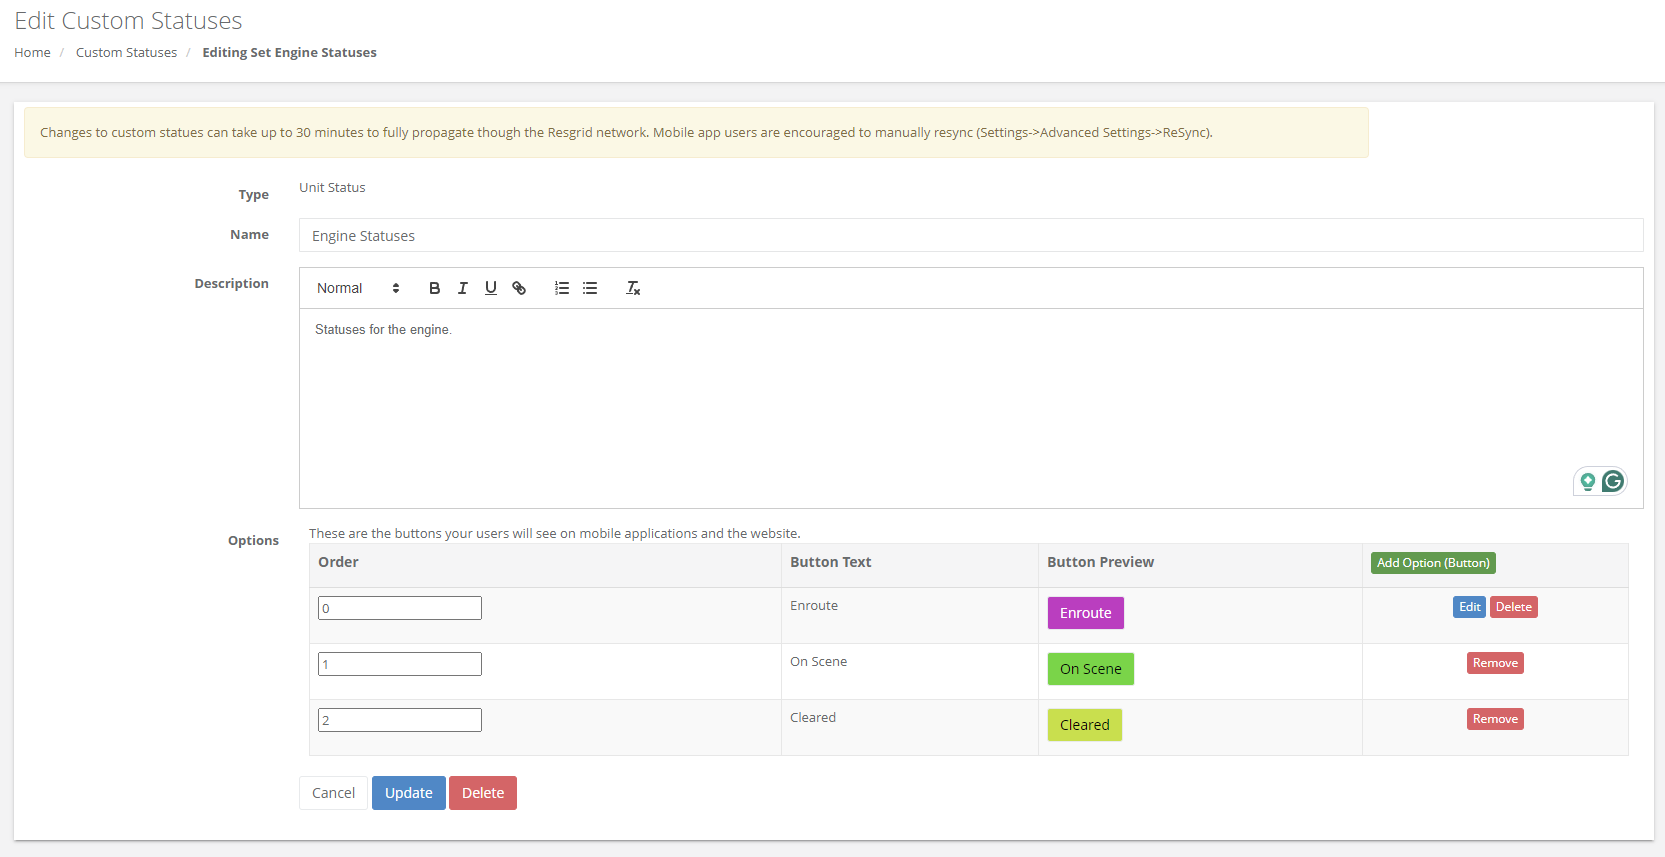 Edit Custom Statuses
Home / Custom Statuses / Editing Set Engine Statuses
Changes to custom statues can take up to 30 minutes to fully propagate though the Resgrid network. Mobile app users are encouraged to manually resync (Settings->Advanced Settings->ReSync).
Type Unit Status
Name Engine Statuses
Description Normal B I U
Statuses for the engine.
Options These are the buttons your users will see on mobile applications and the website.
Order Button Text Button Preview Add Option (Button)
0 Enroute Enroute Edit Delete
1 On Scene On Scene Remove
2 Cleared Cleared Remove
Cancel Update Delete